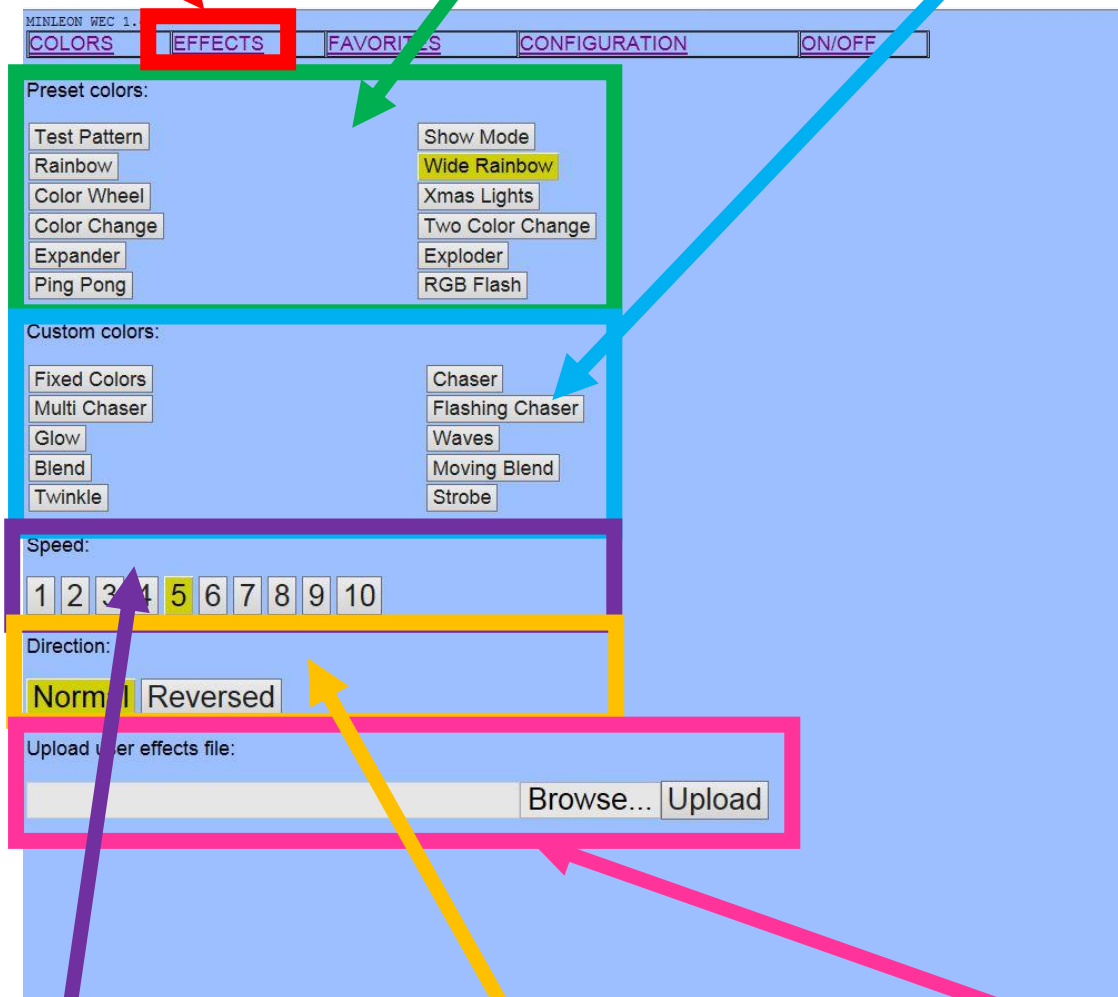 MINLEON WEC 1.
COLORS EFFECTS FAVORITES CONFIGURATION ON/OFF
Preset colors:
Test Pattern Show Mode
Rainbow Wide Rainbow
Color Wheel Xmas Lights
Color Change Two Color Change
Expander Exploder
Ping Pong RGB Flash
Custom colors:
Fixed Colors Chaser
Multi Chaser Flashing Chaser
Glow Waves
Blend Moving Blend
Twinkle Strobe
Speed:
1 2 3 4 5 6 7 8 9 10
Direction:
Normal Reversed
Upload user effects file:
Browse... Upload